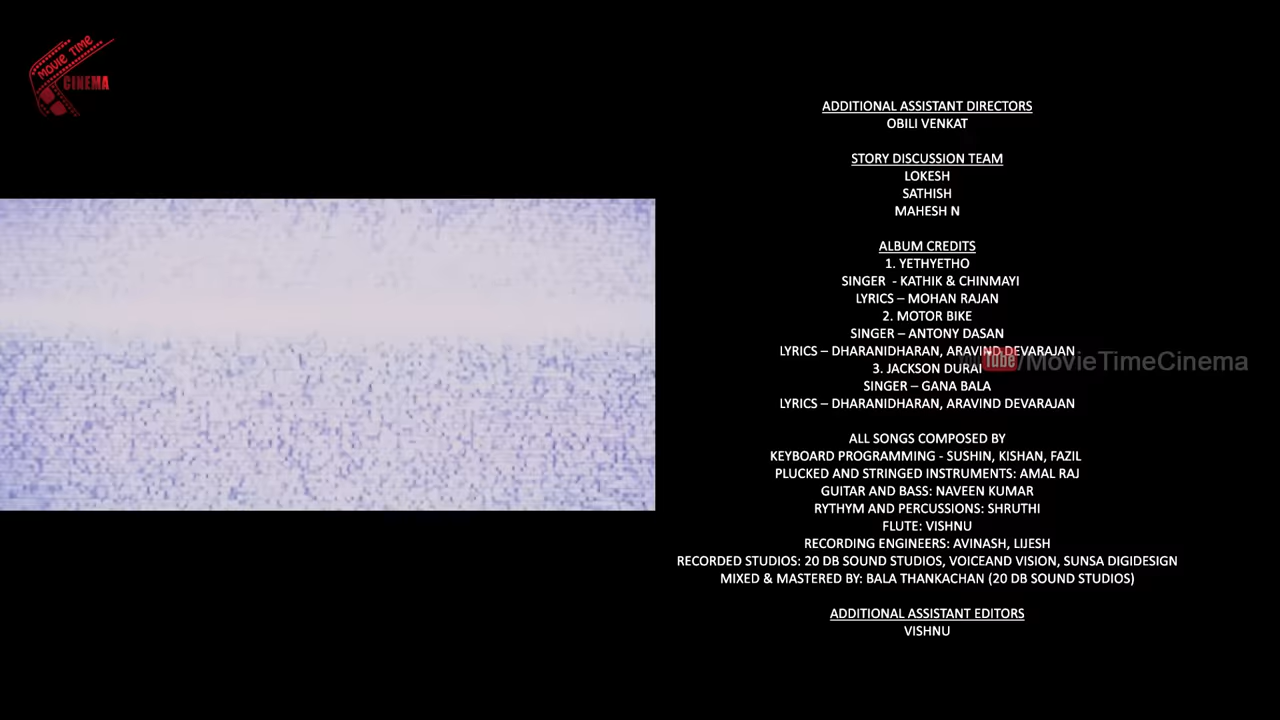 MOVIE TIME
CINEMA
ADDITIONAL ASSISTANT DIRECTORS
OBILI VENKAT
STORY DISCUSSION TEAM
LOKESH
SATHISH
MAHESH N
ALBUM CREDITS
1. YETHYETHO
SINGER - KATHIK & CHINMAYI
LYRICS – MOHAN RAJAN
2. MOTOR BIKE
SINGER – ANTONY DASAN
LYRICS – DHARANIDHARAN, ARAVIND DEVARAJAN
Tube/MovieTimeCinema
3. JACKSON DURAI
SINGER – GANA BALA
LYRICS – DHARANIDHARAN, ARAVIND DEVARAJAN
ALL SONGS COMPOSED BY
KEYBOARD PROGRAMMING - SUSHIN, KISHAN, FAZIL
PLUCKED AND STRINGED INSTRUMENTS: AMAL RAJ
GUITAR AND BASS: NAVEEN KUMAR
RYTHYM AND PERCUSSIONS: SHRUTHI
FLUTE: VISHNU
RECORDING ENGINEERS: AVINASH, LIJESH
RECORDED STUDIOS: 20 DB SOUND STUDIOS, VOICEAND VISION, SUNSA DIGIDESIGN
MIXED & MASTERED BY: BALA THANKACHAN (20 DB SOUND STUDIOS)
ADDITIONAL ASSISTANT EDITORS
VISHNU